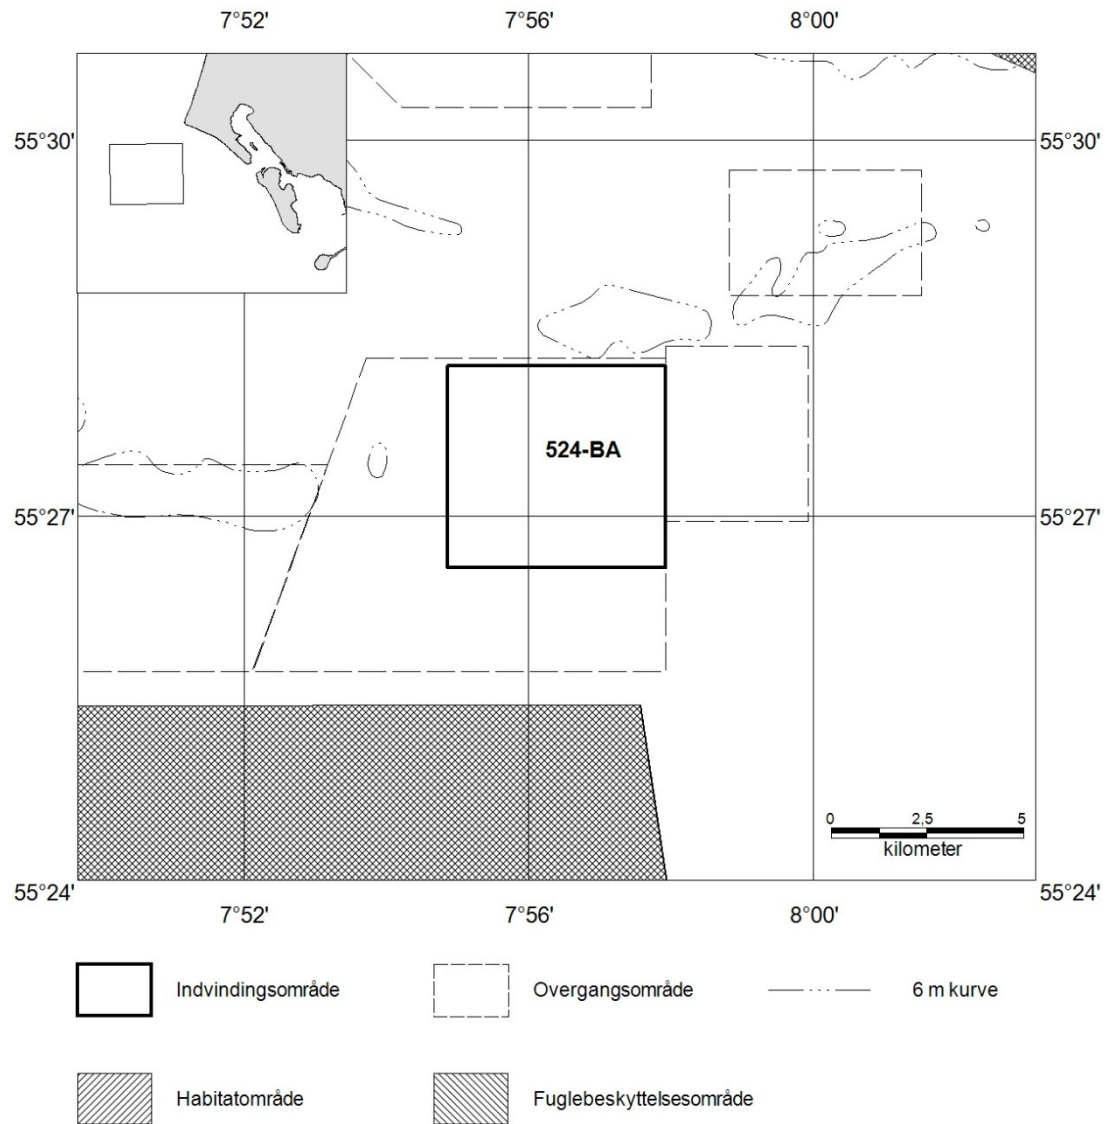 7°52' 7°56' 8°00'
55°30' 55°30'
524-BA
55°27' 55°27'
0 2,5 5
kilometer
55°24' 55°24'
7°52' 7°56' 8°00'
Indvindingsområde Overgangsområde 6 m kurve
Habitatområde Fuglebeskyttelsesområde